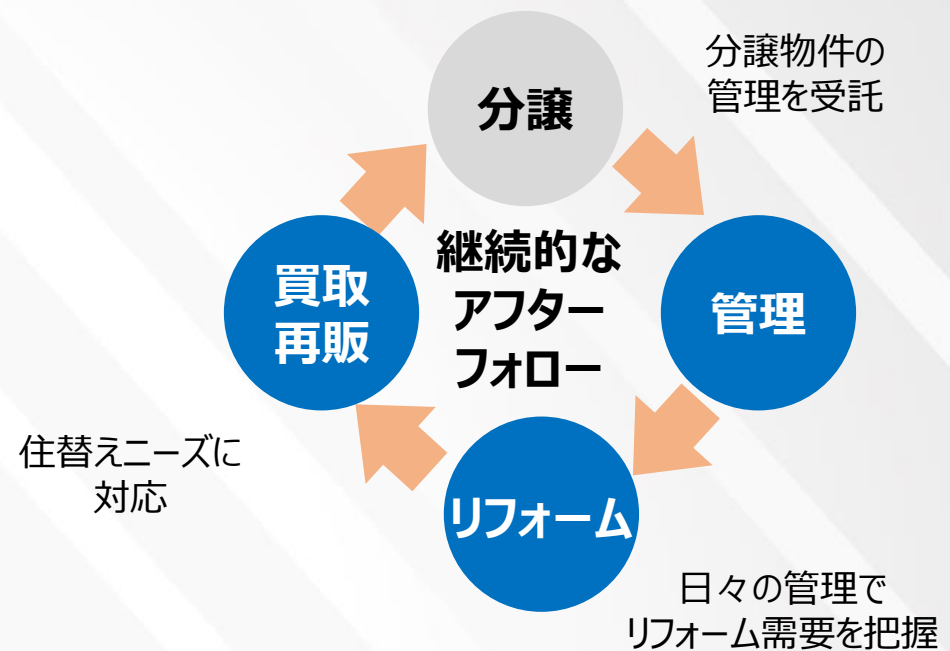 分譲
分譲物件の
管理を受託
管理
継続的な
アフター
フォロー
買取
再販
リフォーム
日々の管理で
リフォーム需要を把握
住替えニーズに
対応